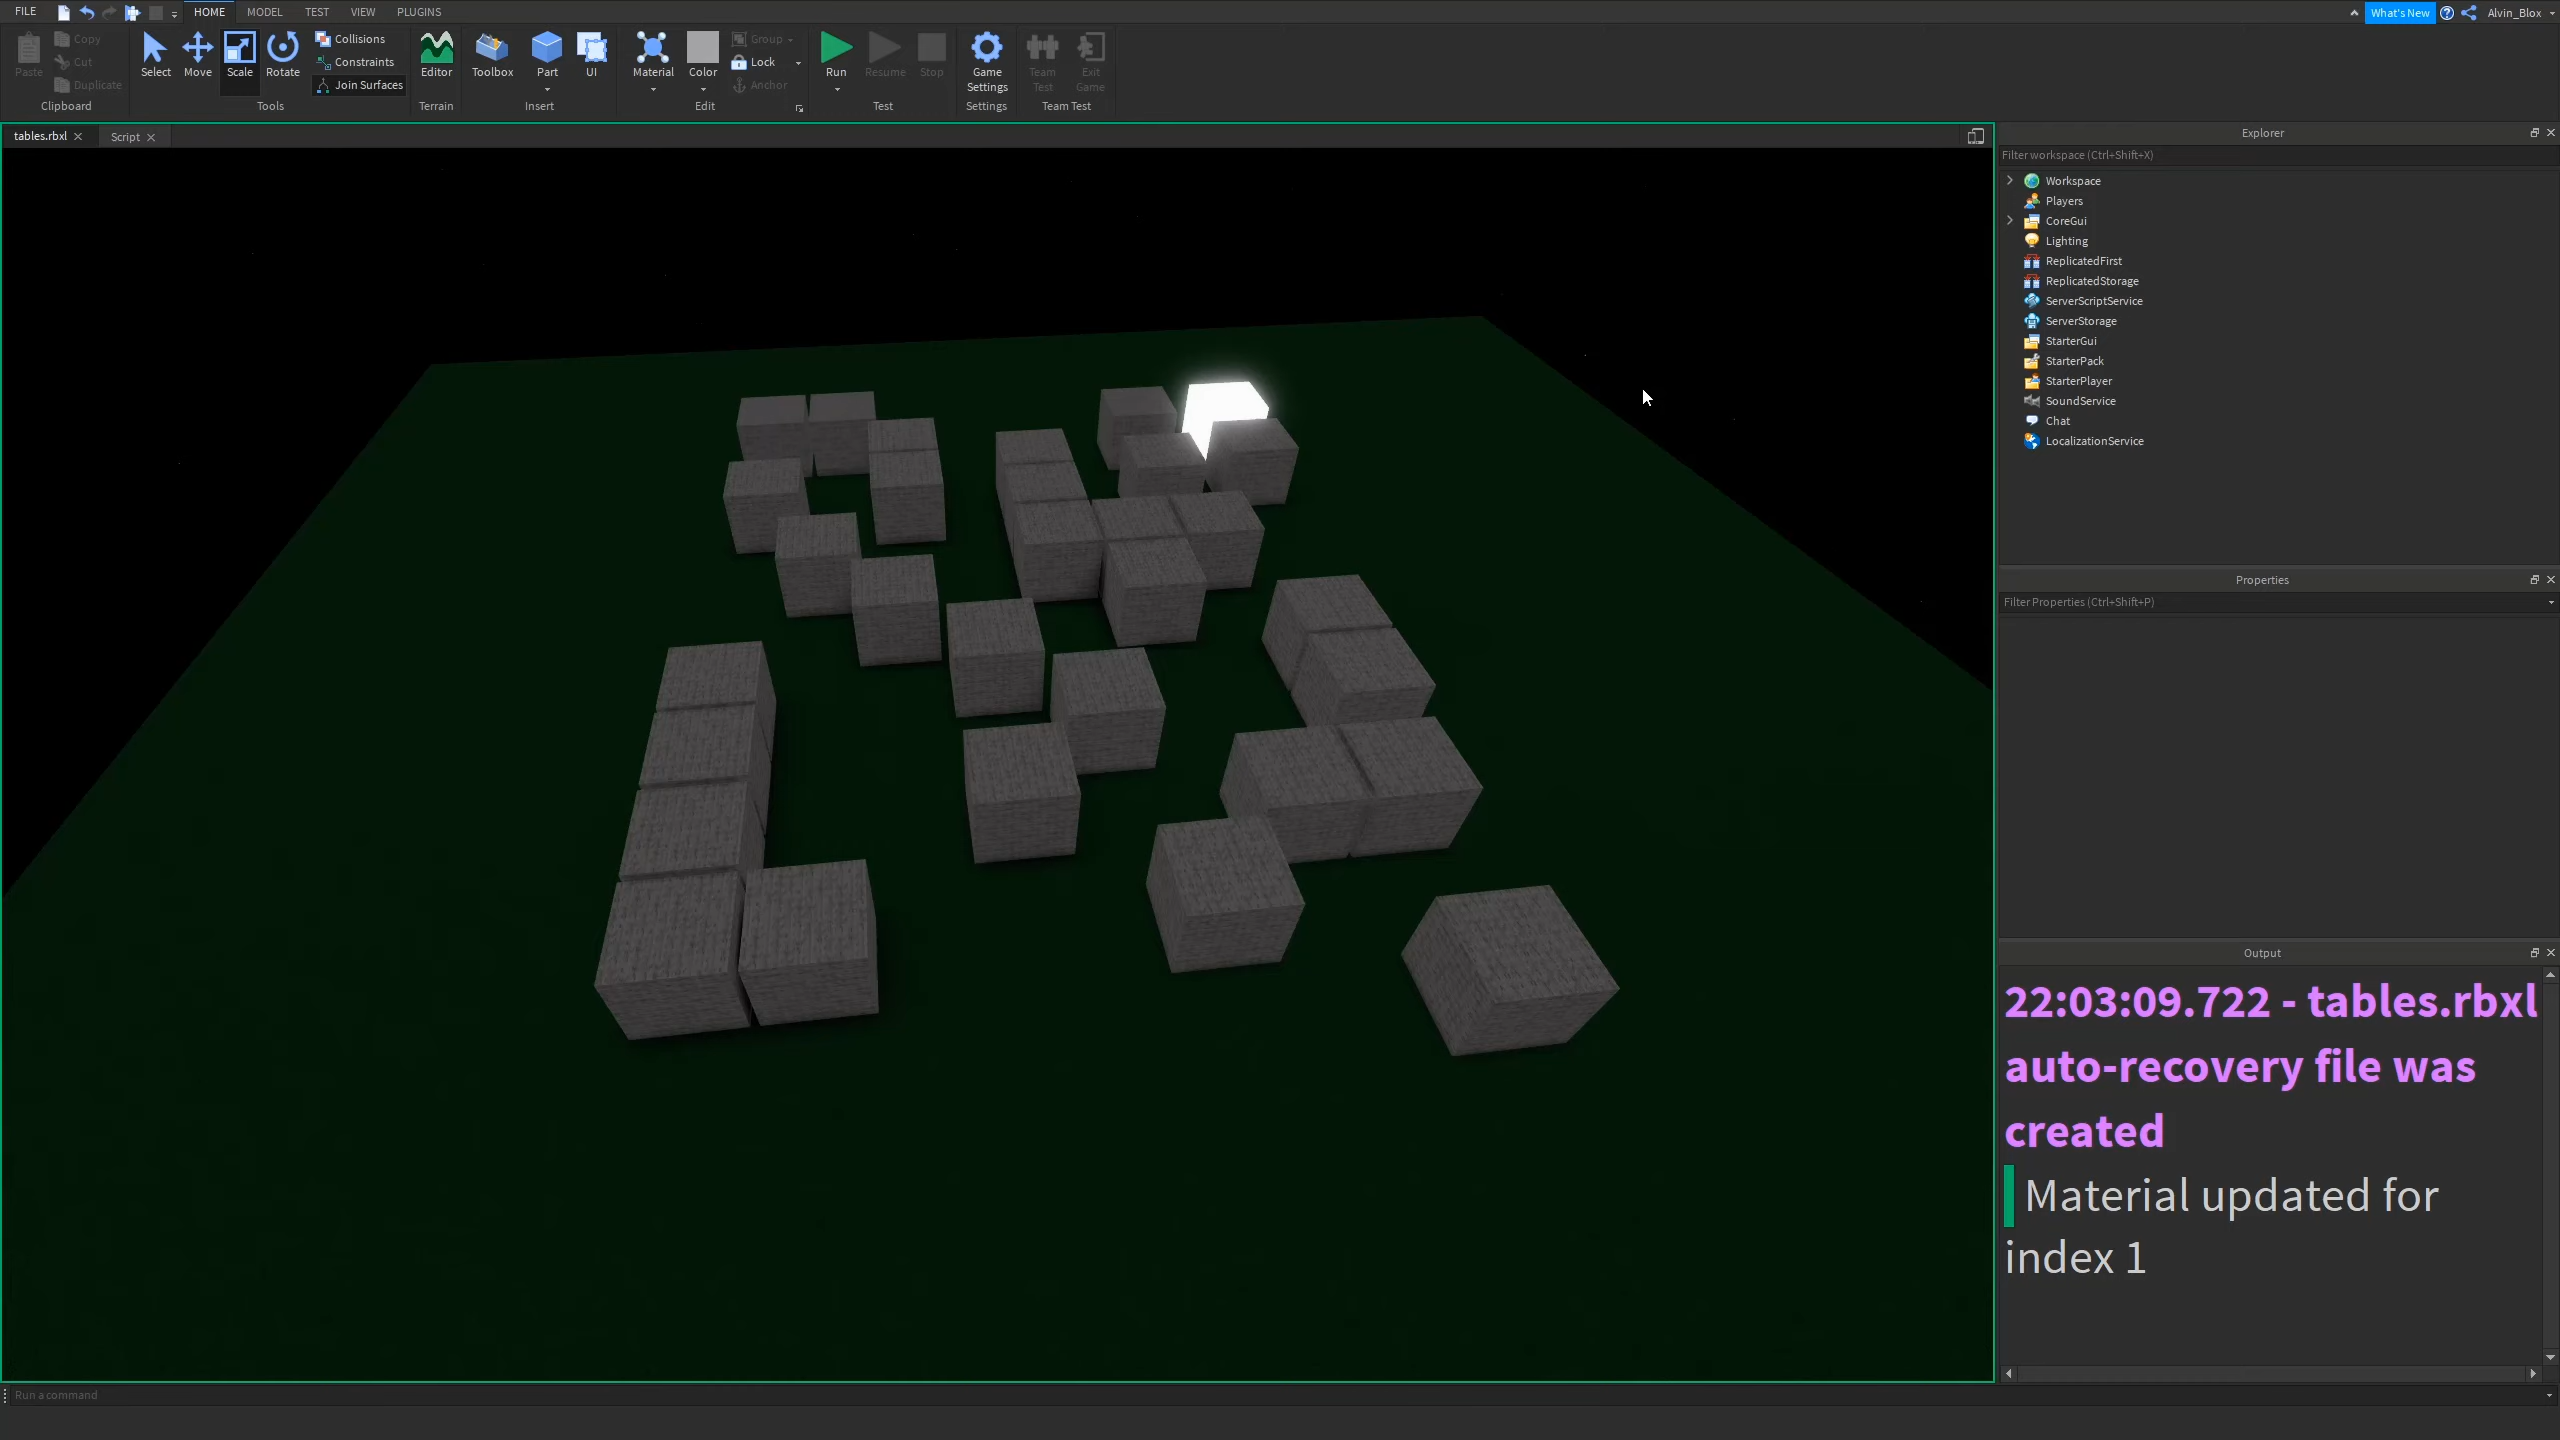 FILE HOME MODEL TEST VIEW PLUGINS What's New Alvin_Blox
Paste Copy Cut Duplicate
Clipboard
Select Move Scale Rotate Collisions Constraints Join Surfaces
Tools
Editor
Terrain
Toolbox Part UI
Insert
Material Color Group Lock Anchor
Edit
Run Resume Stop
Test
Game Settings
Settings
Team Test Exit Game
Team Test
tables.rbxl Script
Explorer
Filter workspace (Ctrl+Shift+X)
Workspace
Players
CoreGui
Lighting
ReplicatedFirst
ReplicatedStorage
ServerScriptService
ServerStorage
StarterGui
StarterPack
StarterPlayer
SoundService
Chat
LocalizationService
Properties
Filter Properties (Ctrl+Shift+P)
Output
22:03:09.722 - tables.rbxl
auto-recovery file was
created
Material updated for
index 1
Run a command